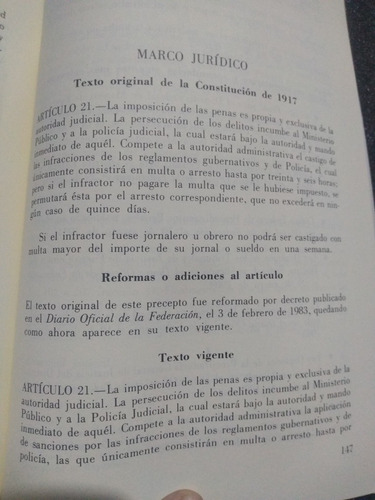 MARCO JURÍDICO
Texto original de la Constitución de 1917
ARTÍCULO 21.—La imposición de las penas es propia y exclusiva de la
autoridad judicial. La persecución de los delitos incumbe al Ministerio
Público y a la policía judicial, la cual estará bajo la autoridad y mando
inmediato de aquél. Compete a la autoridad administrativa el castigo de
las infracciones de los reglamentos gubernativos y de Policía, el cual
únicamente consistirá en multa o arresto hasta por treinta y seis horas;
pero si el infractor no pagare la multa que se le hubiese impuesto, se
permutará ésta por el arresto correspondiente, que no excederá en nin-
gún caso de quince días.
Si el infractor fuese jornalero u obrero no podrá ser castigado con
multa mayor del importe de su jornal o sueldo en una semana.
Reformas o adiciones al artículo
El texto original de este precepto fue reformado por decreto publicado
en el Diario Oficial de la Federación, el 3 de febrero de 1983, quedando
como ahora aparece en su texto vigente.
Texto vigente
ARTÍCULO 21.—La imposición de las penas es propia y exclusiva de la
autoridad judicial. La persecución de los delitos incumbe al Ministerio
Público y a la Policía Judicial, la cual estará bajo la autoridad y mando
inmediato de aquél. Compete a la autoridad administrativa la aplicación
de sanciones por las infracciones de los reglamentos gubernativos y de
policía, las que únicamente consistirán en multa o arresto hasta por
147